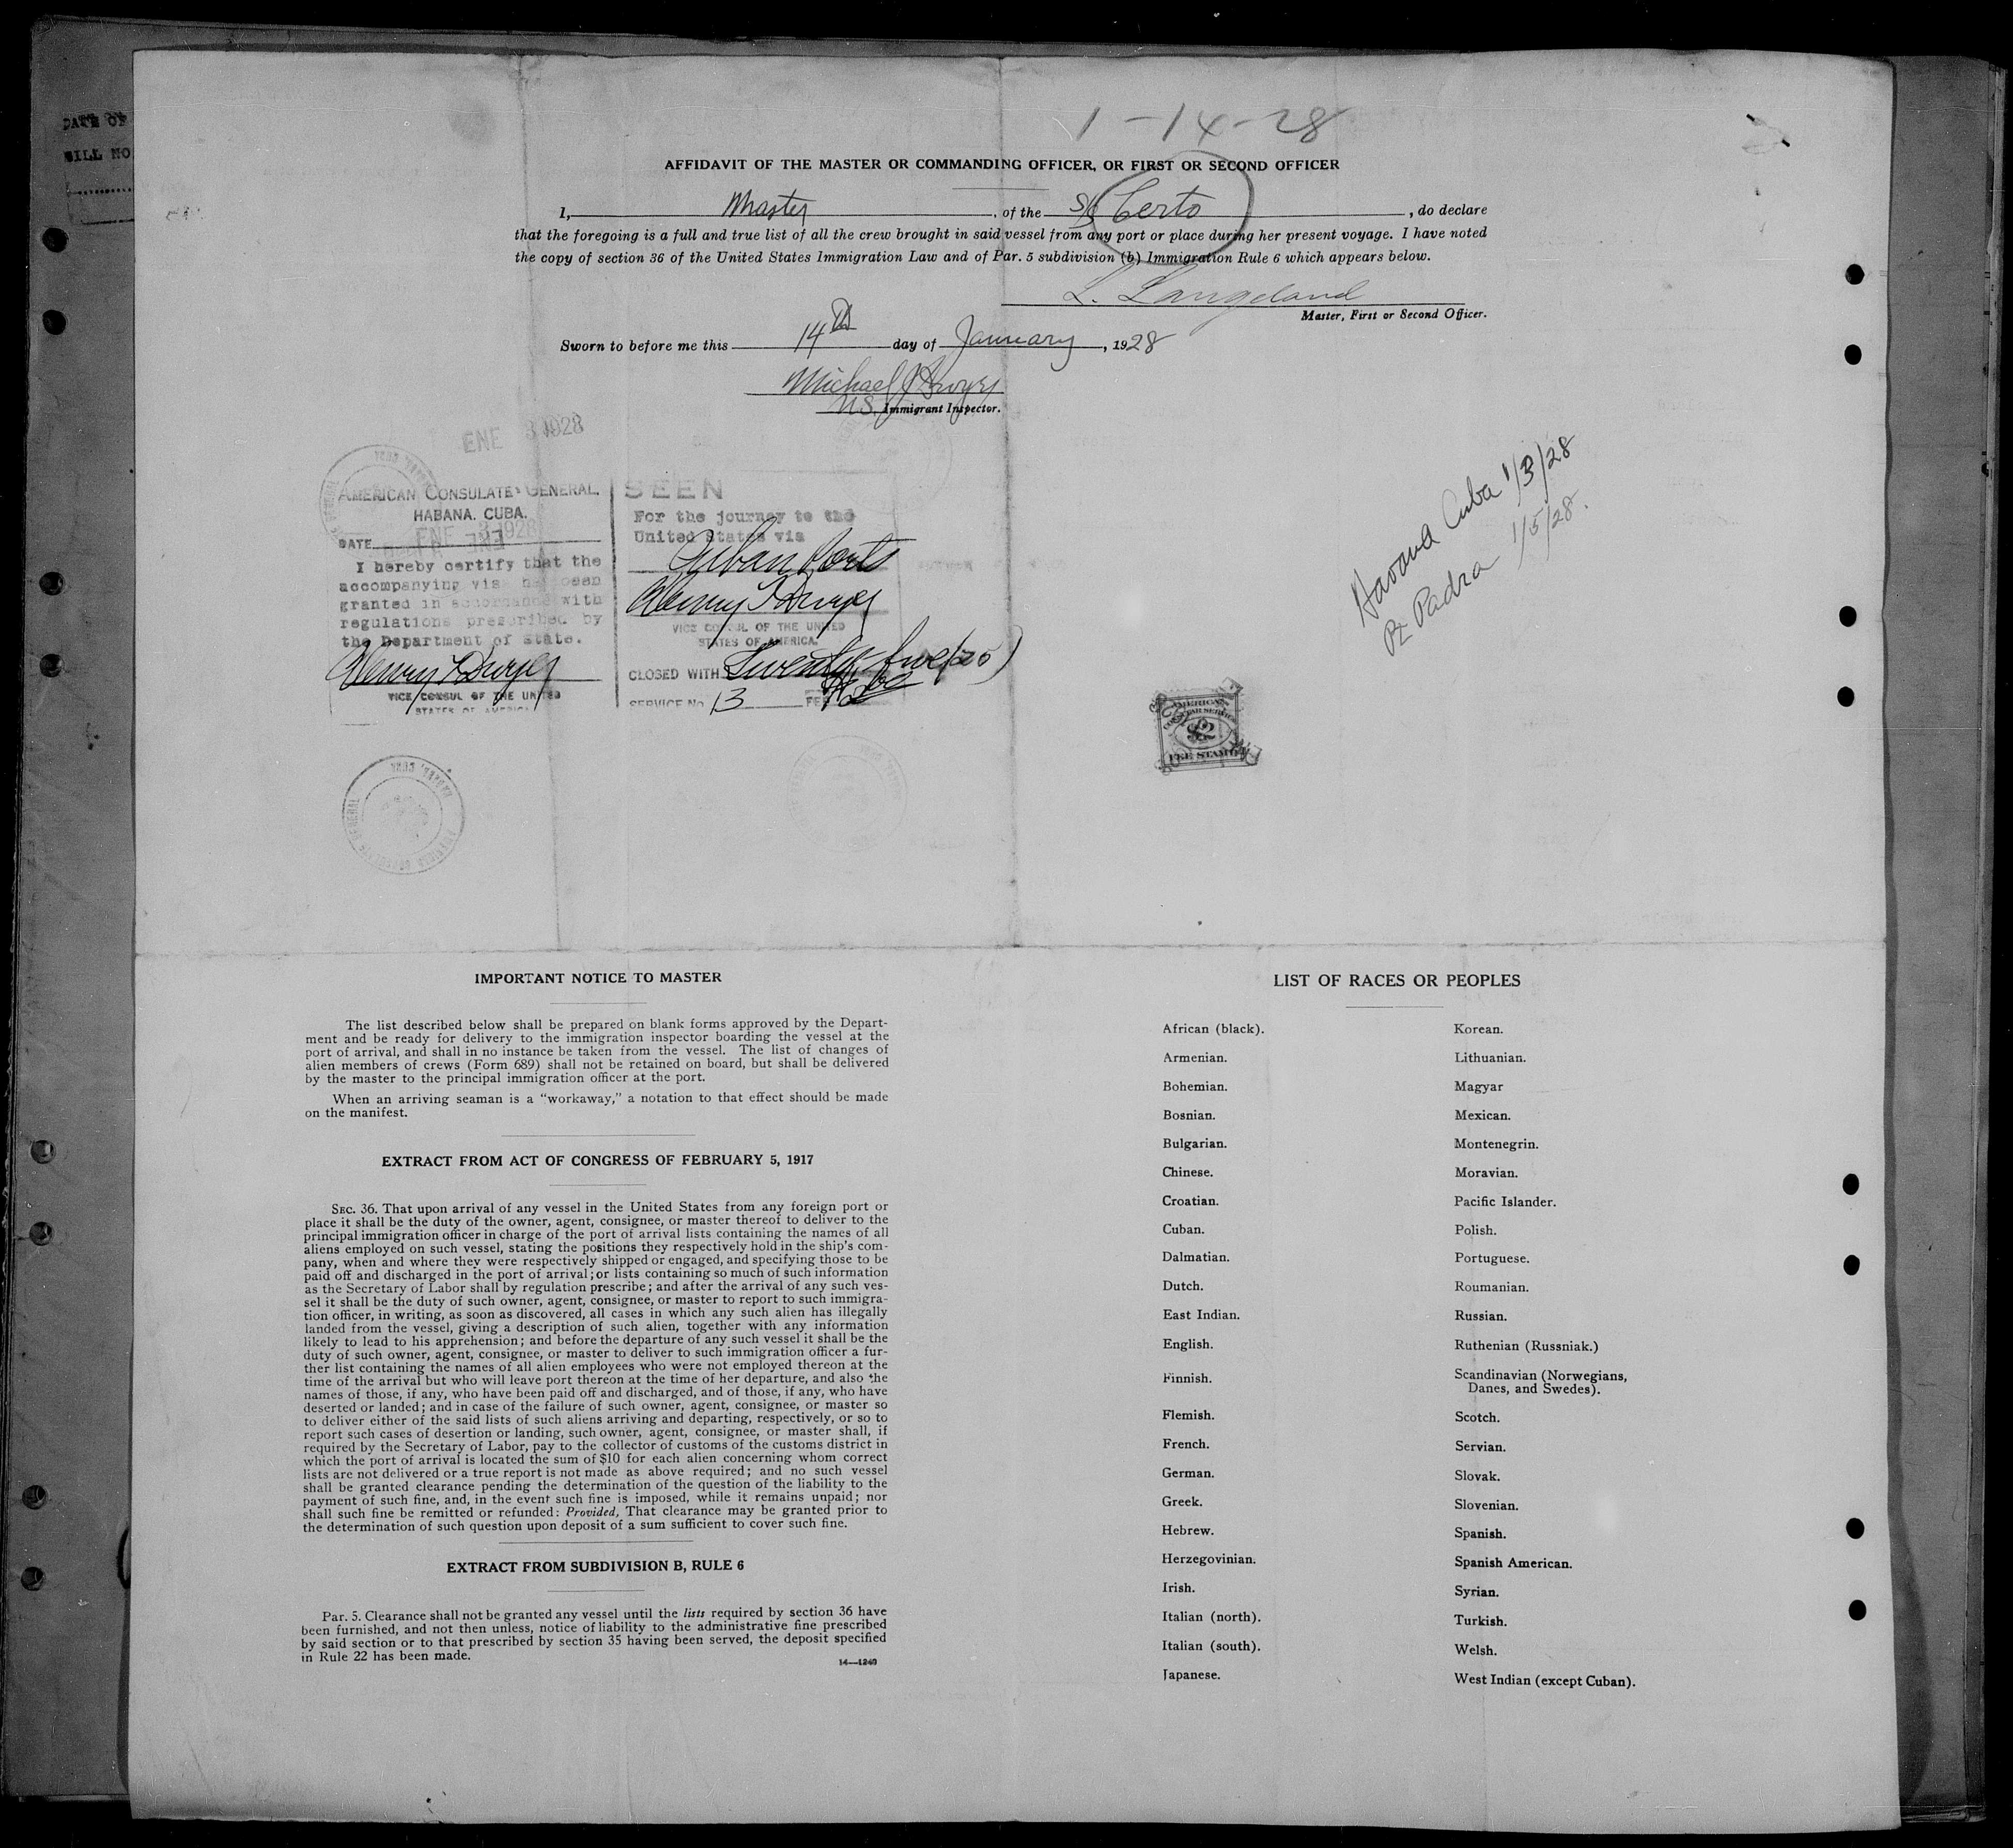 DATE OF
BILL NO
1-14-28
AFFIDAVIT OF THE MASTER OR COMMANDING OFFICER, OR FIRST OR SECOND OFFICER
I, Master, of the S/S Certo, do declare
that the foregoing is a full and true list of all the crew brought in said vessel from any port or place during her present voyage. I have noted
the copy of section 36 of the United States Immigration Law and of Par. 5 subdivision (b) Immigration Rule 6 which appears below.
L. Langeland
Master, First or Second Officer.
Sworn to before me this 14th day of January, 1928
Michael J Dwyer
U.S. Immigrant Inspector.
ENE 3 1928
AMERICAN CONSULATE GENERAL.
HABANA. CUBA.
DATE ENE 3 1928
I hereby certify that the
accompanying visa has been
granted in accordance with
regulations prescribed by
the Department of State.
VICE CONSUL OF THE UNITED
STATES OF AMERICA
SEEN
For the journey to the
United States via
Cuban Ports
VICE CONSUL OF THE UNITED
STATES OF AMERICA.
CLOSED WITH Twenty-five (25)
SERVICE No. 13 FEE
Havana Cuba 1/3/28
Pt Padra 1/5/28.
AMERICAN
CONSULAR SERVICE
$2
FEE STAMP
IMPORTANT NOTICE TO MASTER
The list described below shall be prepared on blank forms approved by the Depart-
ment and be ready for delivery to the immigration inspector boarding the vessel at the
port of arrival, and shall in no instance be taken from the vessel. The list of changes of
alien members of crews (Form 689) shall not be retained on board, but shall be delivered
by the master to the principal immigration officer at the port.
When an arriving seaman is a "workaway," a notation to that effect should be made
on the manifest.
EXTRACT FROM ACT OF CONGRESS OF FEBRUARY 5, 1917
SEC. 36. That upon arrival of any vessel in the United States from any foreign port or
place it shall be the duty of the owner, agent, consignee, or master thereof to deliver to the
principal immigration officer in charge of the port of arrival lists containing the names of all
aliens employed on such vessel, stating the positions they respectively hold in the ship's com-
pany, when and where they were respectively shipped or engaged, and specifying those to be
paid off and discharged in the port of arrival; or lists containing so much of such information
as the Secretary of Labor shall by regulation prescribe; and after the arrival of any such ves-
sel it shall be the duty of such owner, agent, consignee, or master to report to such immigra-
tion officer, in writing, as soon as discovered, all cases in which any such alien has illegally
landed from the vessel, giving a description of such alien, together with any information
likely to lead to his apprehension; and before the departure of any such vessel it shall be the
duty of such owner, agent, consignee, or master to deliver to such immigration officer a fur-
ther list containing the names of all alien employees who were not employed thereon at the
time of the arrival but who will leave port thereon at the time of her departure, and also the
names of those, if any, who have been paid off and discharged, and of those, if any, who have
deserted or landed; and in case of the failure of such owner, agent, consignee, or master so
to deliver either of the said lists of such aliens arriving and departing, respectively, or so to
report such cases of desertion or landing, such owner, agent, consignee, or master shall, if
required by the Secretary of Labor, pay to the collector of customs of the customs district in
which the port of arrival is located the sum of $10 for each alien concerning whom correct
lists are not delivered or a true report is not made as above required; and no such vessel
shall be granted clearance pending the determination of the question of the liability to the
payment of such fine, and, in the event such fine is imposed, while it remains unpaid; nor
shall such fine be remitted or refunded: Provided, That clearance may be granted prior to
the determination of such question upon deposit of a sum sufficient to cover such fine.
EXTRACT FROM SUBDIVISION B, RULE 6
Par. 5. Clearance shall not be granted any vessel until the lists required by section 36 have
been furnished, and not then unless, notice of liability to the administrative fine prescribed
by said section or to that prescribed by section 35 having been served, the deposit specified
in Rule 22 has been made.
14—1240
LIST OF RACES OR PEOPLES
African (black).
Armenian.
Bohemian.
Bosnian.
Bulgarian.
Chinese.
Croatian.
Cuban.
Dalmatian.
Dutch.
East Indian.
English.
Finnish.
Flemish.
French.
German.
Greek.
Hebrew.
Herzegovinian.
Irish.
Italian (north).
Italian (south).
Japanese.
Korean.
Lithuanian.
Magyar
Mexican.
Montenegrin.
Moravian.
Pacific Islander.
Polish.
Portuguese.
Roumanian.
Russian.
Ruthenian (Russniak.)
Scandinavian (Norwegians,
Danes, and Swedes).
Scotch.
Servian.
Slovak.
Slovenian.
Spanish.
Spanish American.
Syrian.
Turkish.
Welsh.
West Indian (except Cuban).